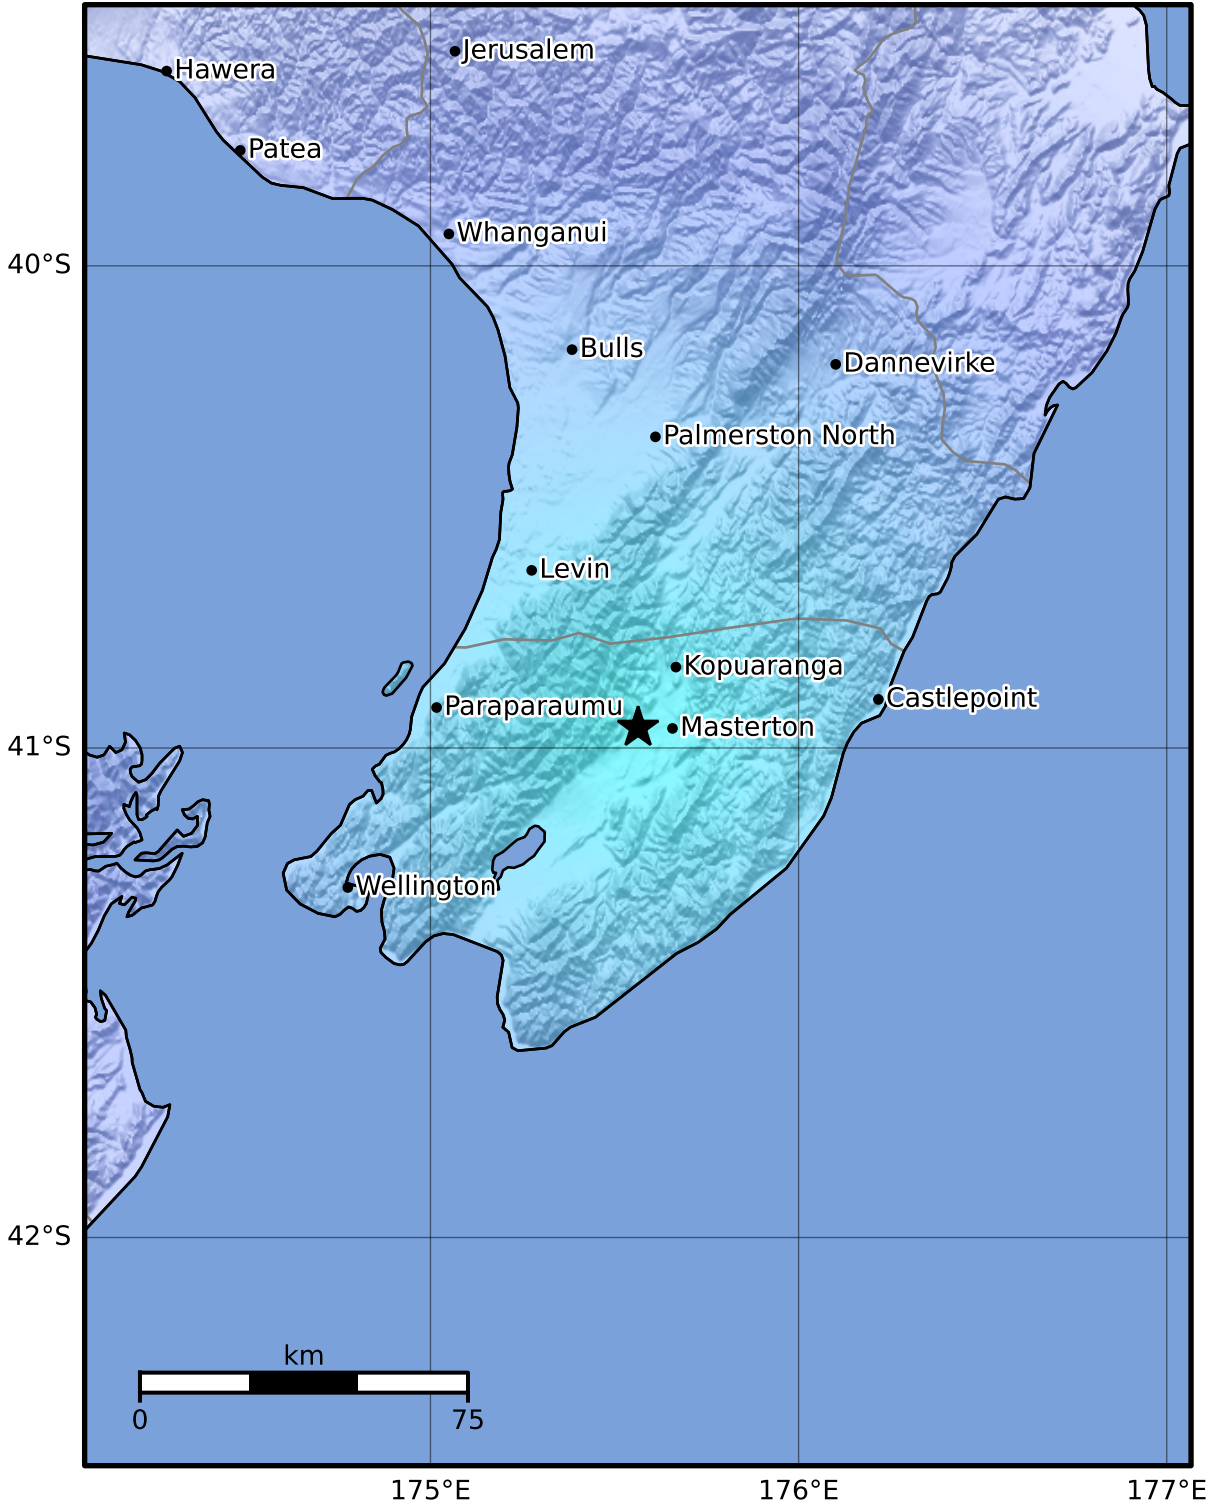 Jerusalem
Hawera
Patea
Whanganui
40°S
Bulls
Dannevirke
Palmerston North
Levin
Kopuaranga
Castlepoint
Paraparaumu
Masterton
41°S
Wellington
42°S
km
0 75
175°E 176°E 177°E